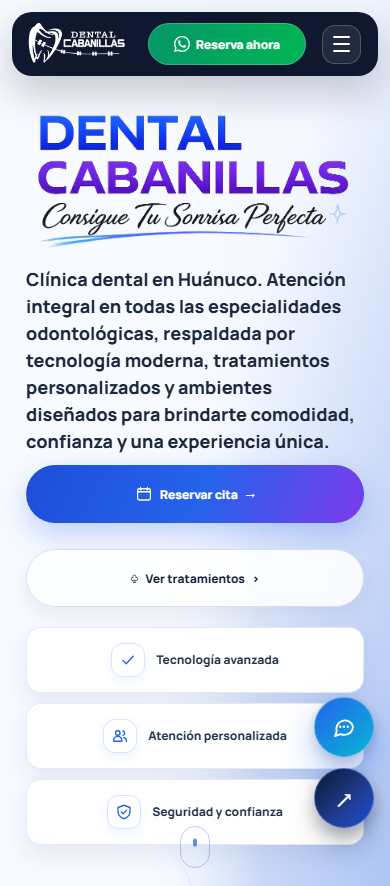 DENTAL
CABANILLAS
Reserva ahora
DENTAL
CABANILLAS
Consigue Tu Sonrisa Perfecta
Clínica dental en Huánuco. Atención
integral en todas las especialidades
odontológicas, respaldada por
tecnología moderna, tratamientos
personalizados y ambientes
diseñados para brindarte comodidad,
confianza y una experiencia única.
Reservar cita →
Ver tratamientos ›
Tecnología avanzada
Atención personalizada
Seguridad y confianza